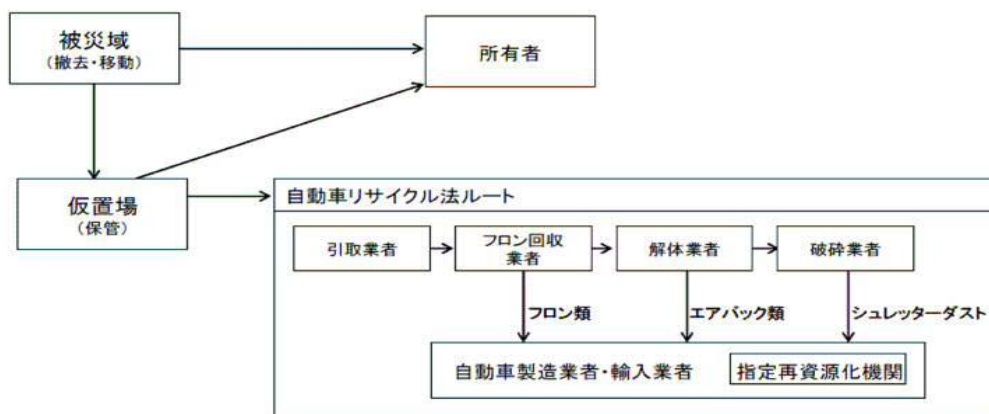 被災域
(撤去・移動)
所有者
仮置場
(保管)
自動車リサイクル法ルート
引取業者
フロン回収
業者
解体業者
破砕業者
フロン類
エアバック類
シュレッターダスト
自動車製造業者・輸入業者
指定再資源化機関